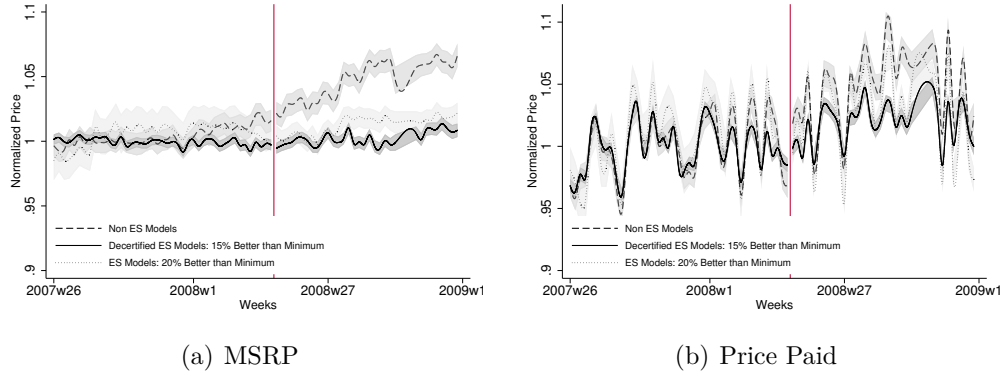 1.1
1.05
1
.95
.9
Normalized Price
Non ES Models
Decertified ES Models: 15% Better than Minimum
ES Models: 20% Better than Minimum
2007w26
2008w1
2008w27
2009w1
Weeks
(a) MSRP
1.1
1.05
1
.95
.9
Normalized Price
Non ES Models
Decertified ES Models: 15% Better than Minimum
ES Models: 20% Better than Minimum
2007w26
2008w1
2008w27
2009w1
Weeks
(b) Price Paid